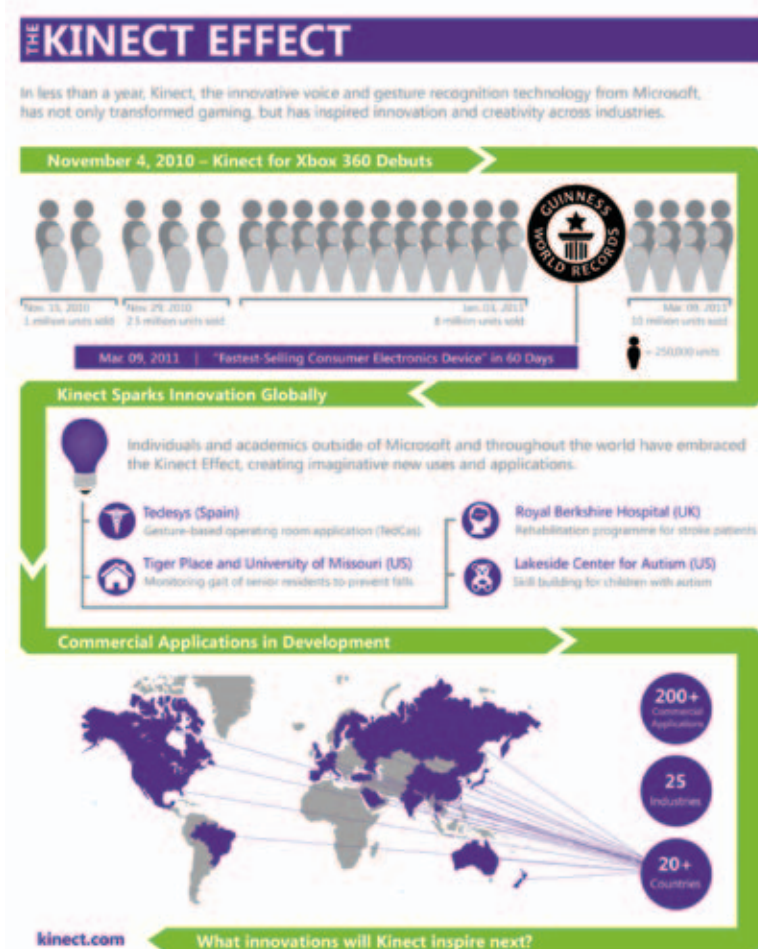 THE KINECT EFFECT
In less than a year, Kinect, the innovative voice and gesture recognition technology from Microsoft,
has not only transformed gaming, but has inspired innovation and creativity across industries.
November 4, 2010 – Kinect for Xbox 360 Debuts
GUINNESS
WORLD RECORDS
Nov. 15, 2010
1 million units sold
Nov. 29, 2010
2.5 million units sold
Jan. 03, 2011
8 million units sold
Mar. 09, 2011
10 million units sold
Mar. 09, 2011 | "Fastest-Selling Consumer Electronics Device" in 60 Days
= 250,000 units
Kinect Sparks Innovation Globally
Individuals and academics outside of Microsoft and throughout the world have embraced
the Kinect Effect, creating imaginative new uses and applications.
Tedesys (Spain)
Gesture-based operating room application (TedCas)
Royal Berkshire Hospital (UK)
Rehabilitation programme for stroke patients
Tiger Place and University of Missouri (US)
Monitoring gait of senior residents to prevent falls
Lakeside Center for Autism (US)
Skill building for children with autism
Commercial Applications in Development
200+
Commercial
Applications
25
Industries
20+
Countries
kinect.com
What innovations will Kinect inspire next?